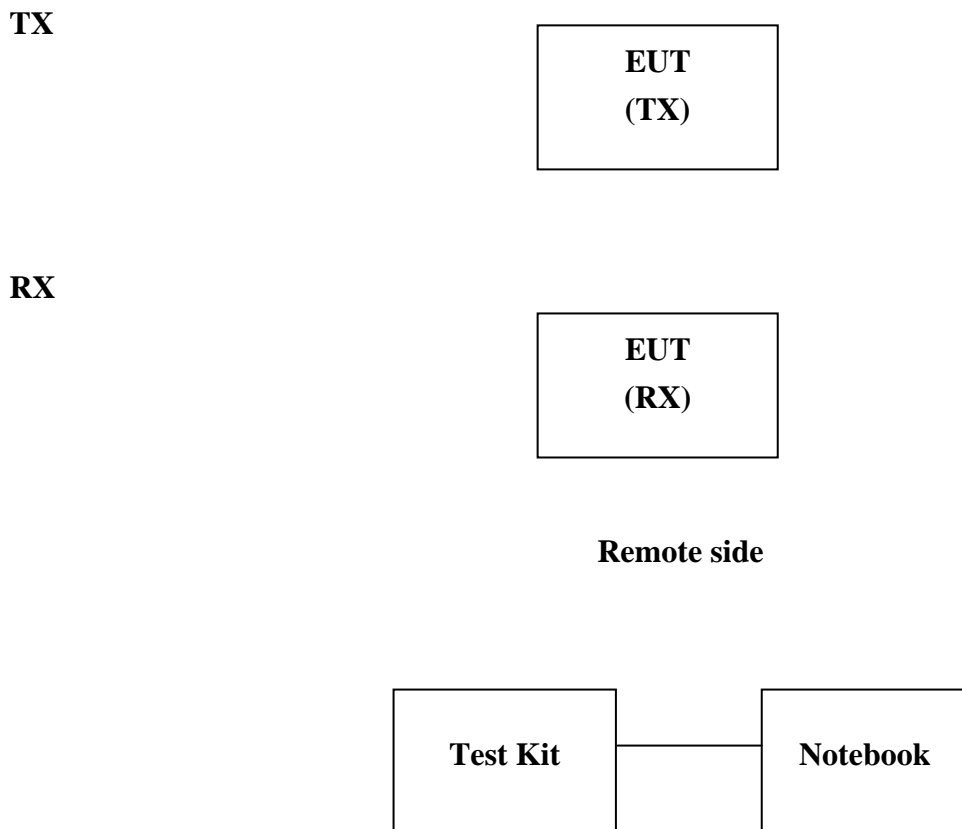 TX
EUT
(TX)
RX
EUT
(RX)
Remote side
Test Kit
Notebook